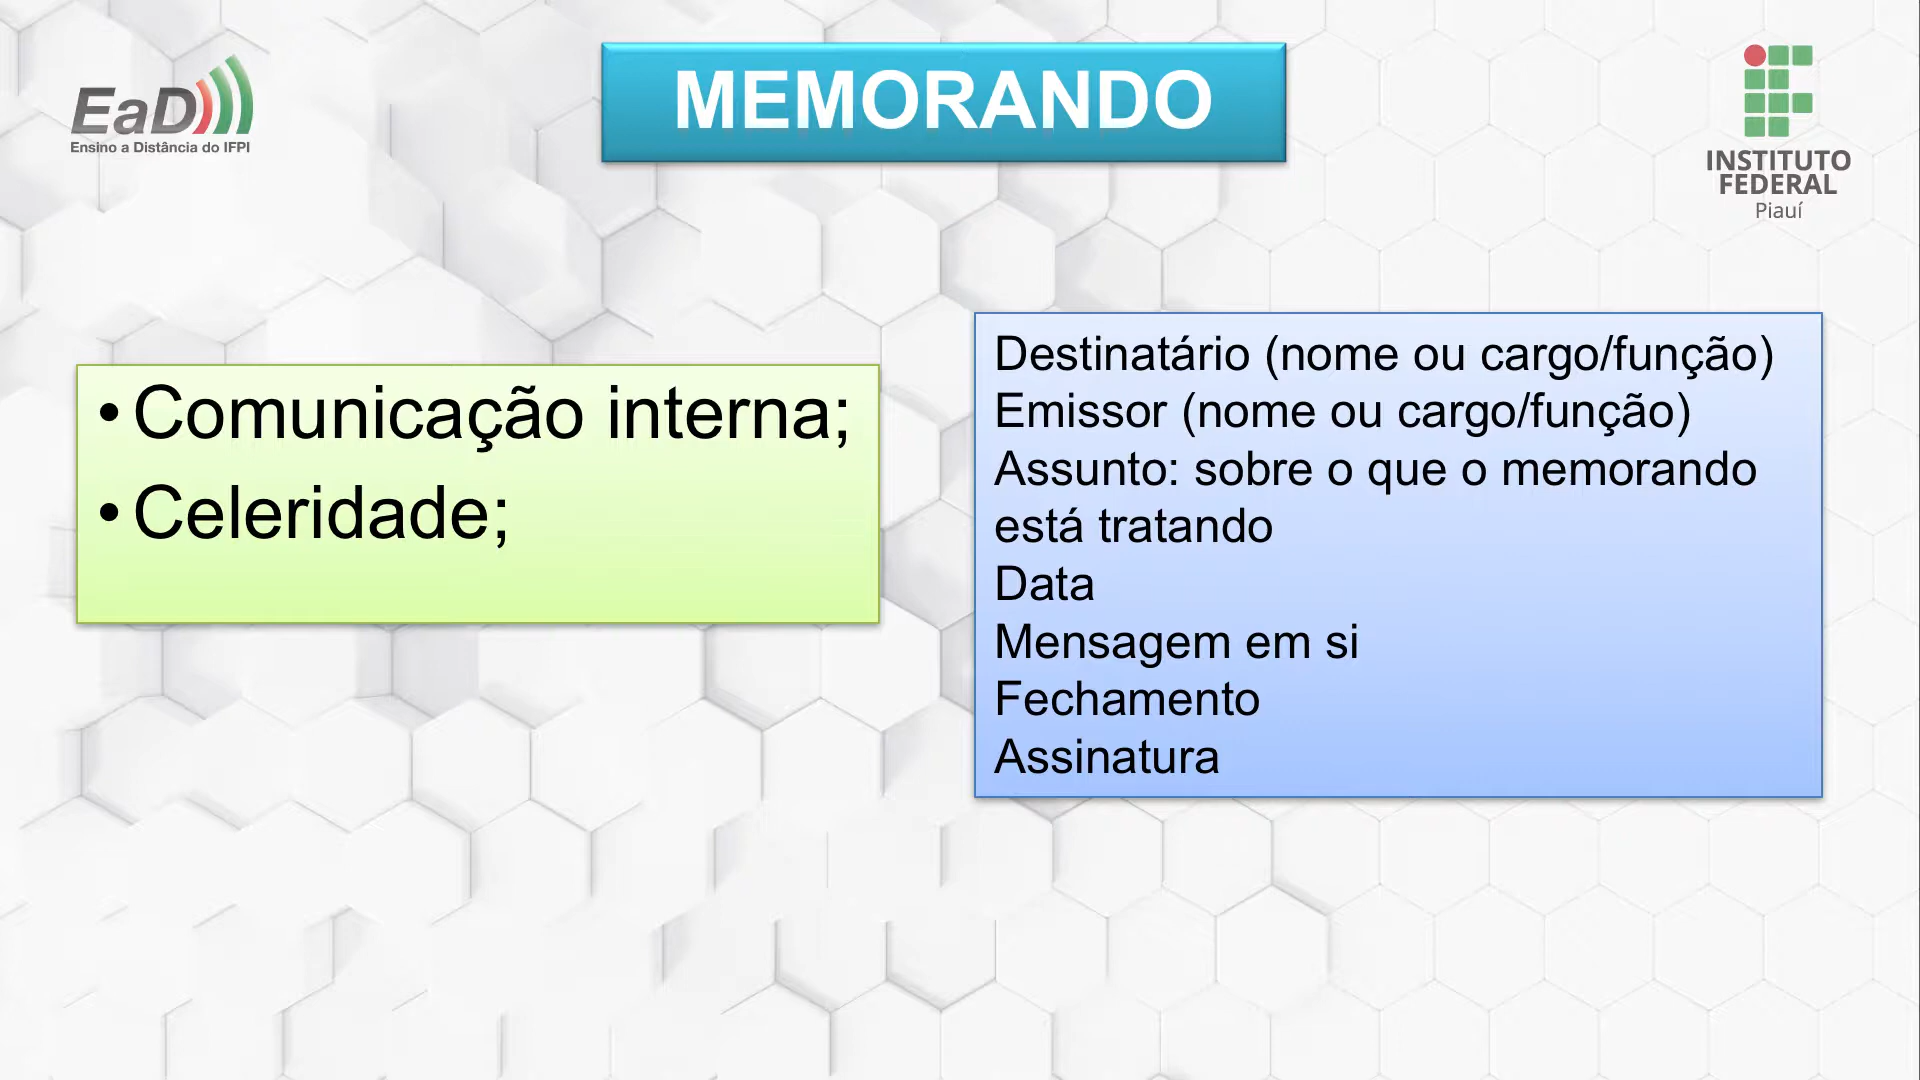 MEMORANDO
EaD
Ensino a Distância do IFPI
INSTITUTO
FEDERAL
Piauí
•Comunicação interna;
•Celeridade;
Destinatário (nome ou cargo/função)
Emissor (nome ou cargo/função)
Assunto: sobre o que o memorando
está tratando
Data
Mensagem em si
Fechamento
Assinatura